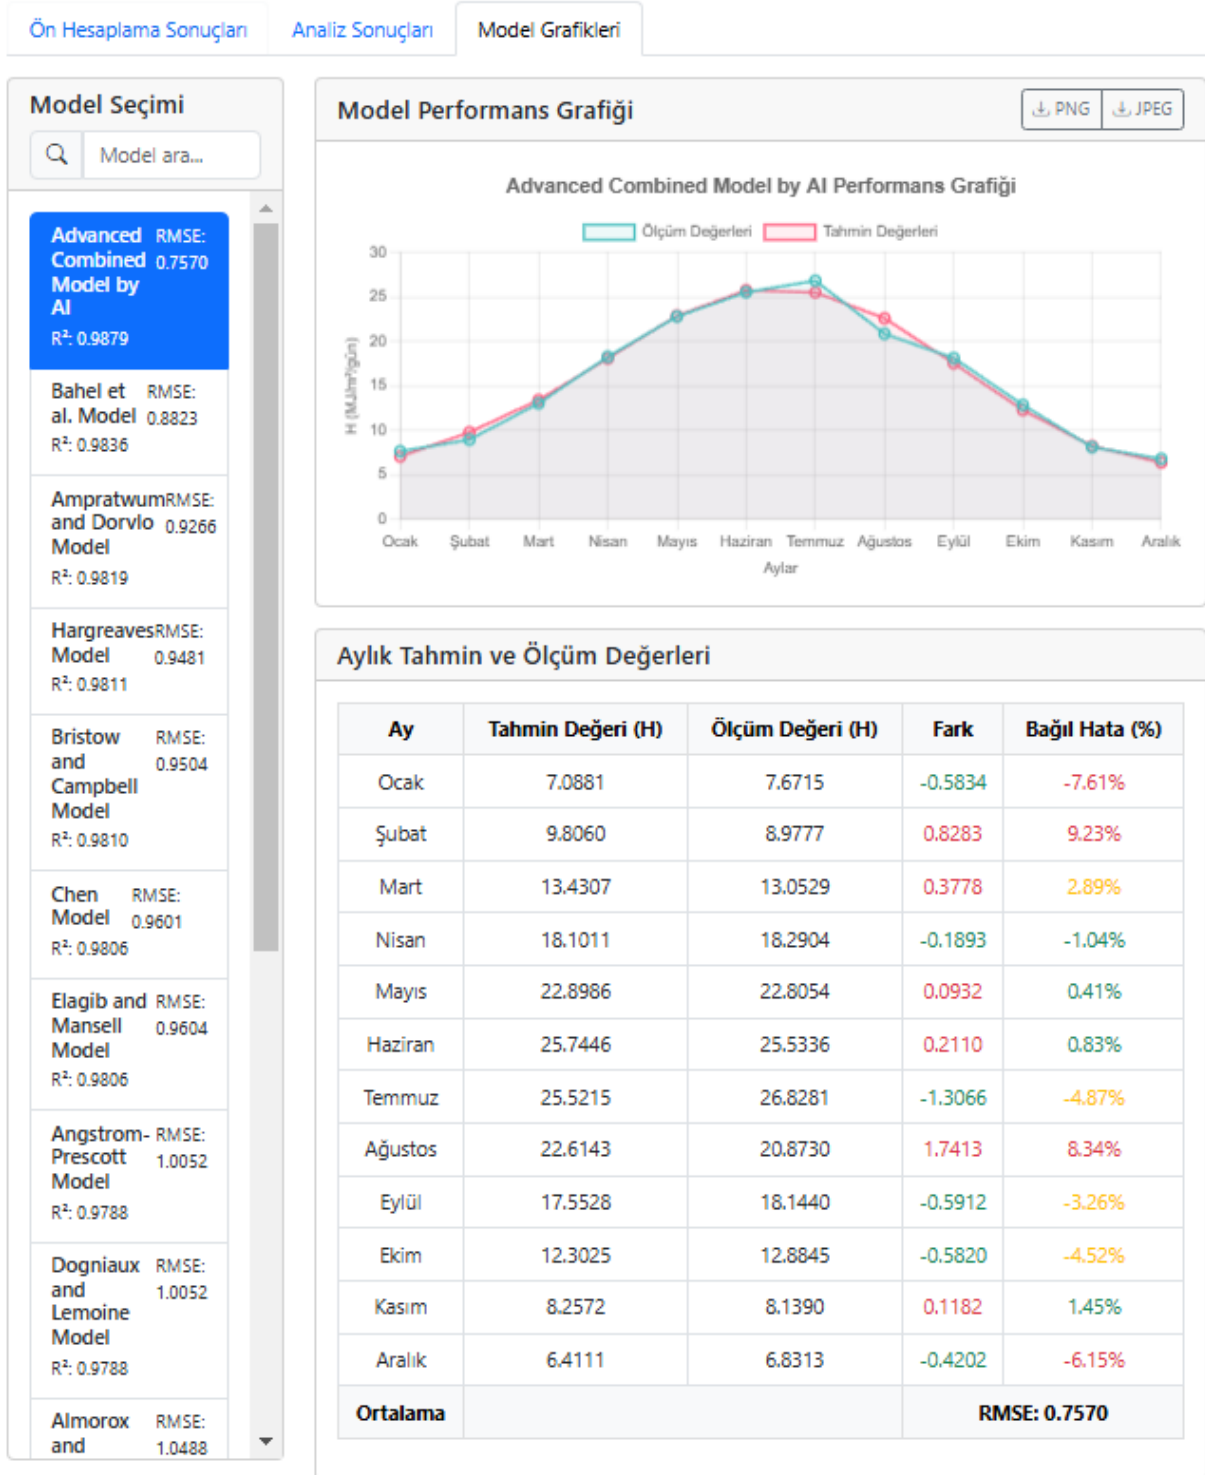 Ön Hesaplama Sonuçları Analiz Sonuçları Model Grafikleri
Model Seçimi
Model ara...
Advanced RMSE:
Combined 0.7570
Model by
AI
R²: 0.9879
Bahel et RMSE:
al. Model 0.8823
R²: 0.9836
Ampratwum RMSE:
and Dorvlo 0.9266
Model
R²: 0.9819
Hargreaves RMSE:
Model 0.9481
R²: 0.9811
Bristow RMSE:
and 0.9504
Campbell
Model
R²: 0.9810
Chen RMSE:
Model 0.9601
R²: 0.9806
Elagib and RMSE:
Mansell 0.9604
Model
R²: 0.9806
Angstrom- RMSE:
Prescott 1.0052
Model
R²: 0.9788
Dogniaux RMSE:
and 1.0052
Lemoine
Model
R²: 0.9788
Almorox RMSE:
and 1.0488
Model Performans Grafiği PNG JPEG
Advanced Combined Model by AI Performans Grafiği
Ölçüm Değerleri Tahmin Değerleri
H (MJ/m²/gün)
30
25
20
15
10
5
0
Ocak Şubat Mart Nisan Mayıs Haziran Temmuz Ağustos Eylül Ekim Kasım Aralık
Aylar
Aylık Tahmin ve Ölçüm Değerleri
Ay Tahmin Değeri (H) Ölçüm Değeri (H) Fark Bağıl Hata (%)
Ocak 7.0881 7.6715 -0.5834 -7.61%
Şubat 9.8060 8.9777 0.8283 9.23%
Mart 13.4307 13.0529 0.3778 2.89%
Nisan 18.1011 18.2904 -0.1893 -1.04%
Mayıs 22.8986 22.8054 0.0932 0.41%
Haziran 25.7446 25.5336 0.2110 0.83%
Temmuz 25.5215 26.8281 -1.3066 -4.87%
Ağustos 22.6143 20.8730 1.7413 8.34%
Eylül 17.5528 18.1440 -0.5912 -3.26%
Ekim 12.3025 12.8845 -0.5820 -4.52%
Kasım 8.2572 8.1390 0.1182 1.45%
Aralık 6.4111 6.8313 -0.4202 -6.15%
Ortalama RMSE: 0.7570